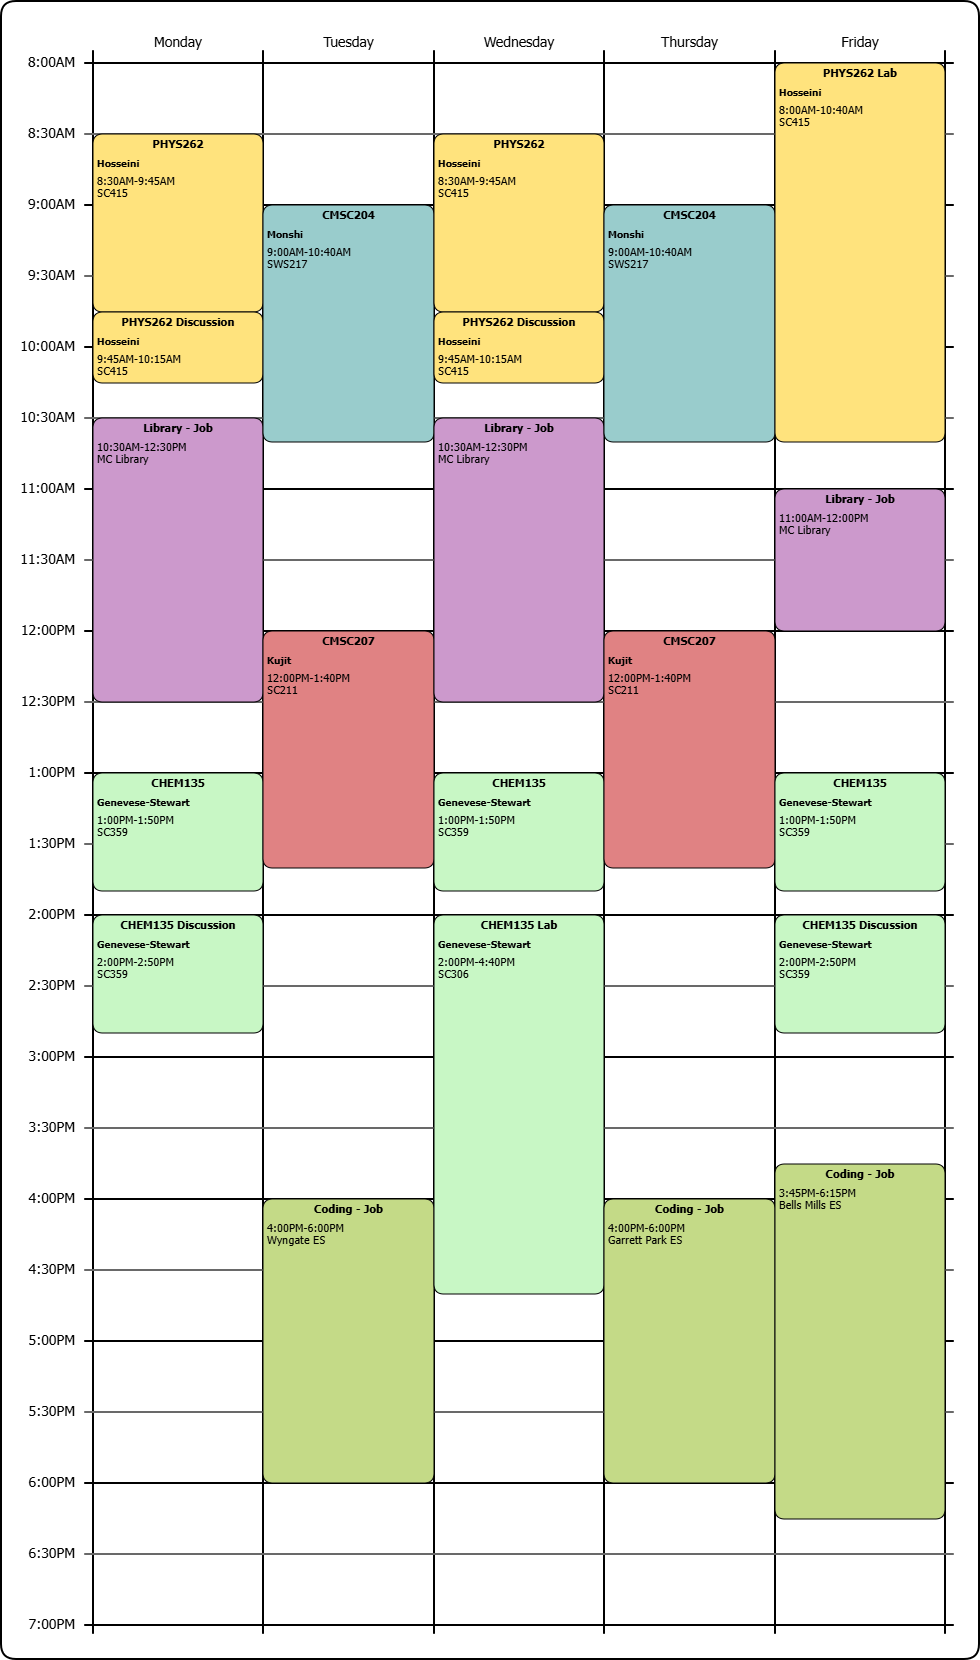 Monday
Tuesday
Wednesday
Thursday
Friday
8:00AM
8:30AM
9:00AM
9:30AM
10:00AM
10:30AM
11:00AM
11:30AM
12:00PM
12:30PM
1:00PM
1:30PM
2:00PM
2:30PM
3:00PM
3:30PM
4:00PM
4:30PM
5:00PM
5:30PM
6:00PM
6:30PM
7:00PM
PHYS262
Hosseini
8:30AM-9:45AM
SC415
PHYS262 Discussion
Hosseini
9:45AM-10:15AM
SC415
Library - Job
10:30AM-12:30PM
MC Library
CHEM135
Genevese-Stewart
1:00PM-1:50PM
SC359
CHEM135 Discussion
Genevese-Stewart
2:00PM-2:50PM
SC359
CMSC204
Monshi
9:00AM-10:40AM
SWS217
CMSC207
Kujit
12:00PM-1:40PM
SC211
Coding - Job
4:00PM-6:00PM
Wyngate ES
PHYS262
Hosseini
8:30AM-9:45AM
SC415
PHYS262 Discussion
Hosseini
9:45AM-10:15AM
SC415
Library - Job
10:30AM-12:30PM
MC Library
CHEM135
Genevese-Stewart
1:00PM-1:50PM
SC359
CHEM135 Lab
Genevese-Stewart
2:00PM-4:40PM
SC306
CMSC204
Monshi
9:00AM-10:40AM
SWS217
CMSC207
Kujit
12:00PM-1:40PM
SC211
Coding - Job
4:00PM-6:00PM
Garrett Park ES
PHYS262 Lab
Hosseini
8:00AM-10:40AM
SC415
Library - Job
11:00AM-12:00PM
MC Library
CHEM135
Genevese-Stewart
1:00PM-1:50PM
SC359
CHEM135 Discussion
Genevese-Stewart
2:00PM-2:50PM
SC359
Coding - Job
3:45PM-6:15PM
Bells Mills ES